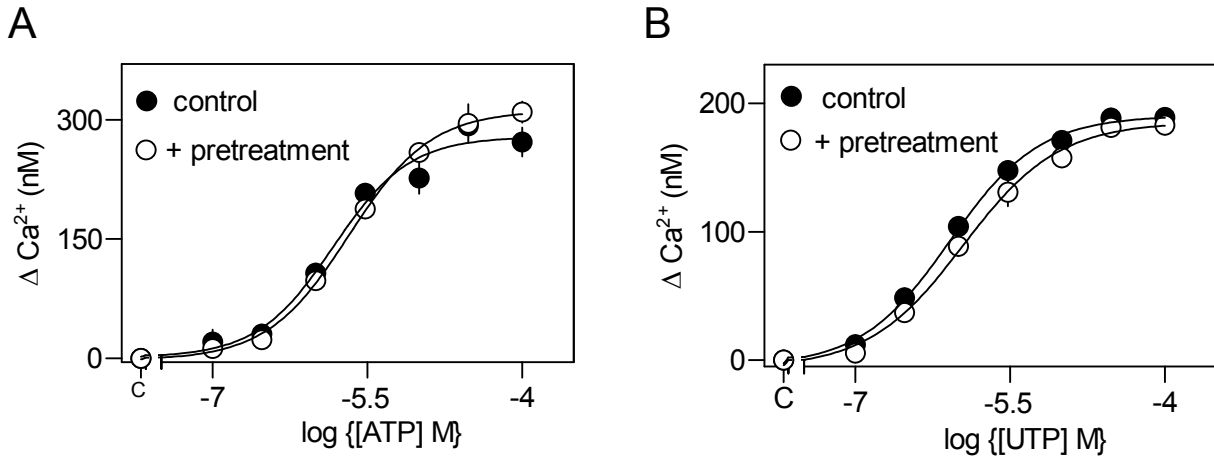 A
control
+ pretreatment
Δ Ca²⁺ (nM)
300
150
0
C
-7
-5.5
-4
log {[ATP] M}
B
control
+ pretreatment
Δ Ca²⁺ (nM)
200
100
0
C
-7
-5.5
-4
log {[UTP] M}